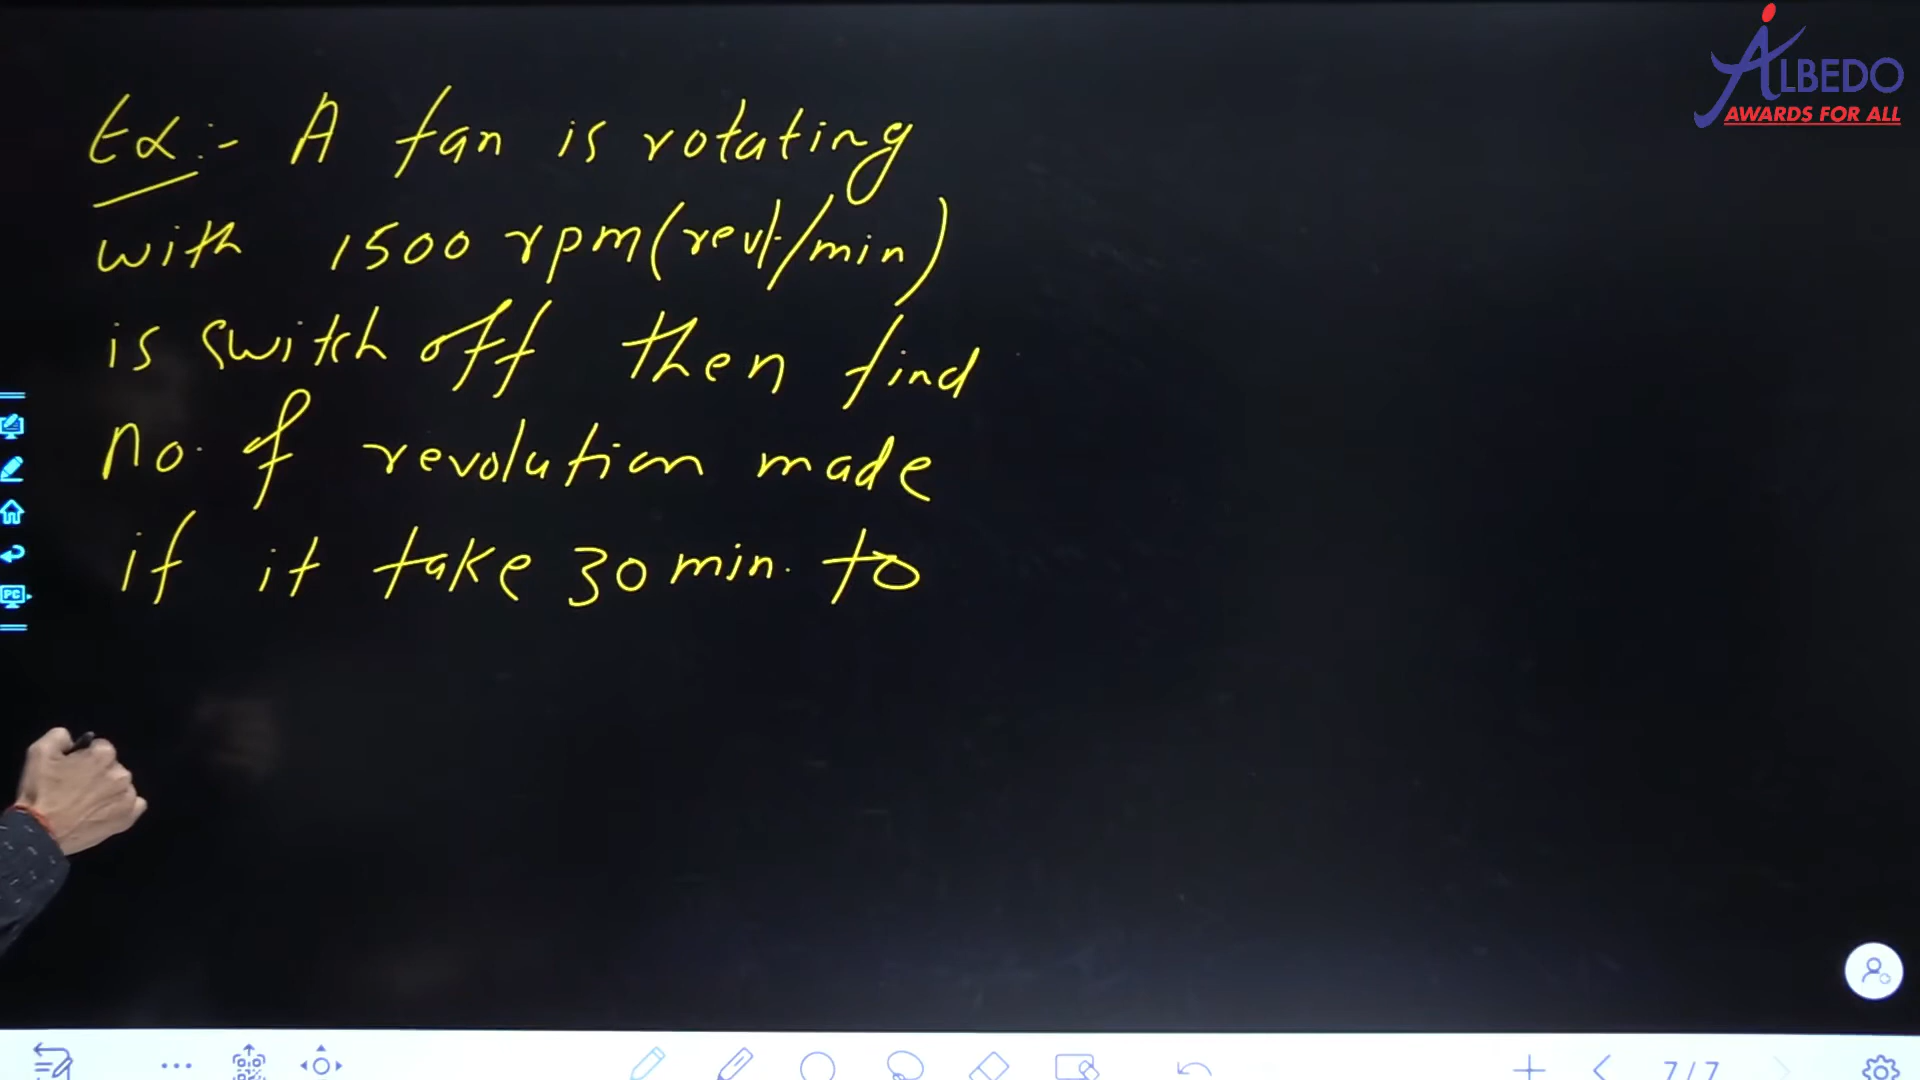 ALBEDO
AWARDS FOR ALL
Ex:- A fan is rotating
with 1500 rpm (revl./min)
is switch off then find
no. of revolution made
if it take 30 min. to
PC
7/7